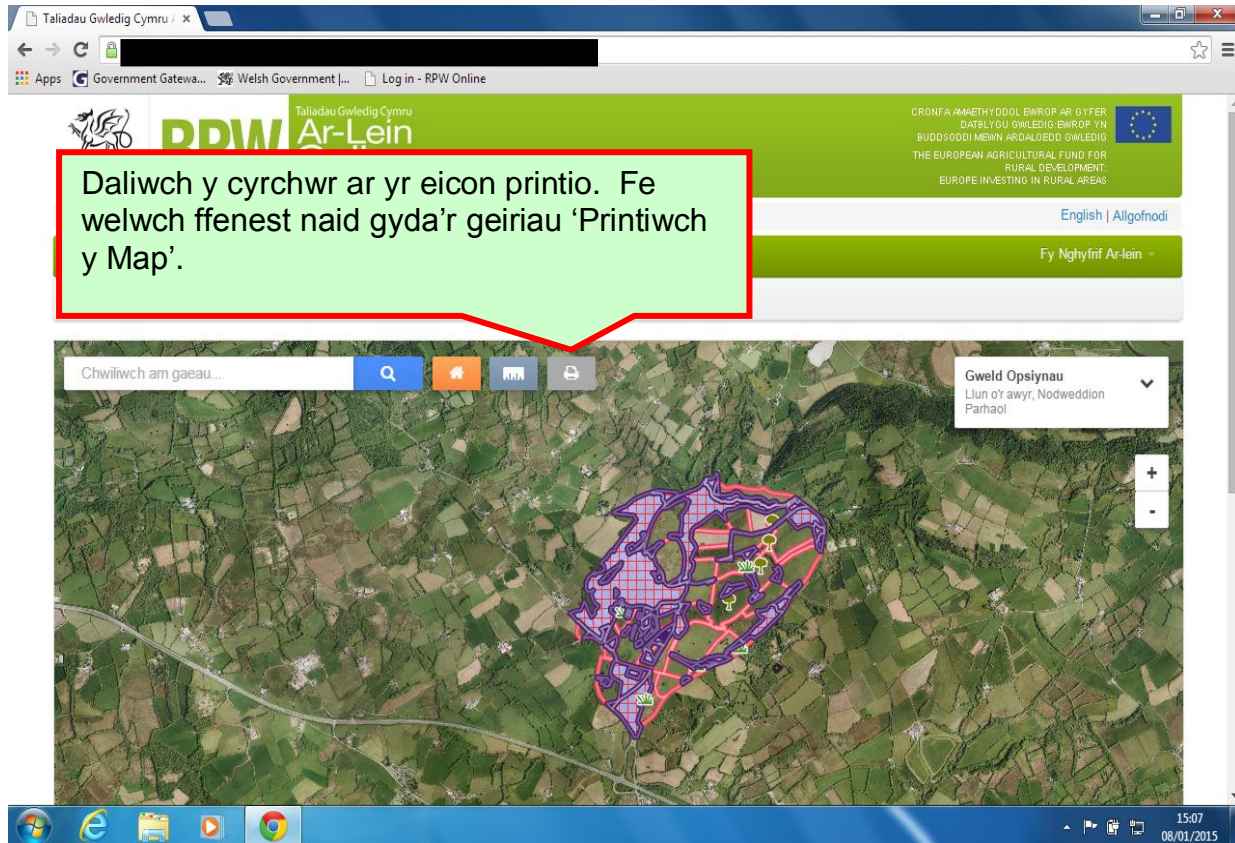 Taliadau Gwledig Cymru /
Apps Government Gatewa... Welsh Government |... Log in - RPW Online
RPW
Taliadau Gwledig Cymru
Ar-Lein
CRONFA AMAETHYDDOL EWROP AR GYFER
DATBLYGU GWLEDIG:EWROP YN
BUDDSODDI MEWN ARDALOEDD GWLEDIG
THE EUROPEAN AGRICULTURAL FUND FOR
RURAL DEVELOPMENT:
EUROPE INVESTING IN RURAL AREAS
Daliwch y cyrchwr ar yr eicon printio. Fe
welwch ffenest naid gyda’r geiriau ‘Printiwch
y Map’.
English | Allgofnodi
Fy Nghyfrif Ar-lein
Chwiliwch am gaeau...
Gweld Opsiynau
Llun o'r awyr, Nodweddion
Parhaol
+
-
15:07
08/01/2015